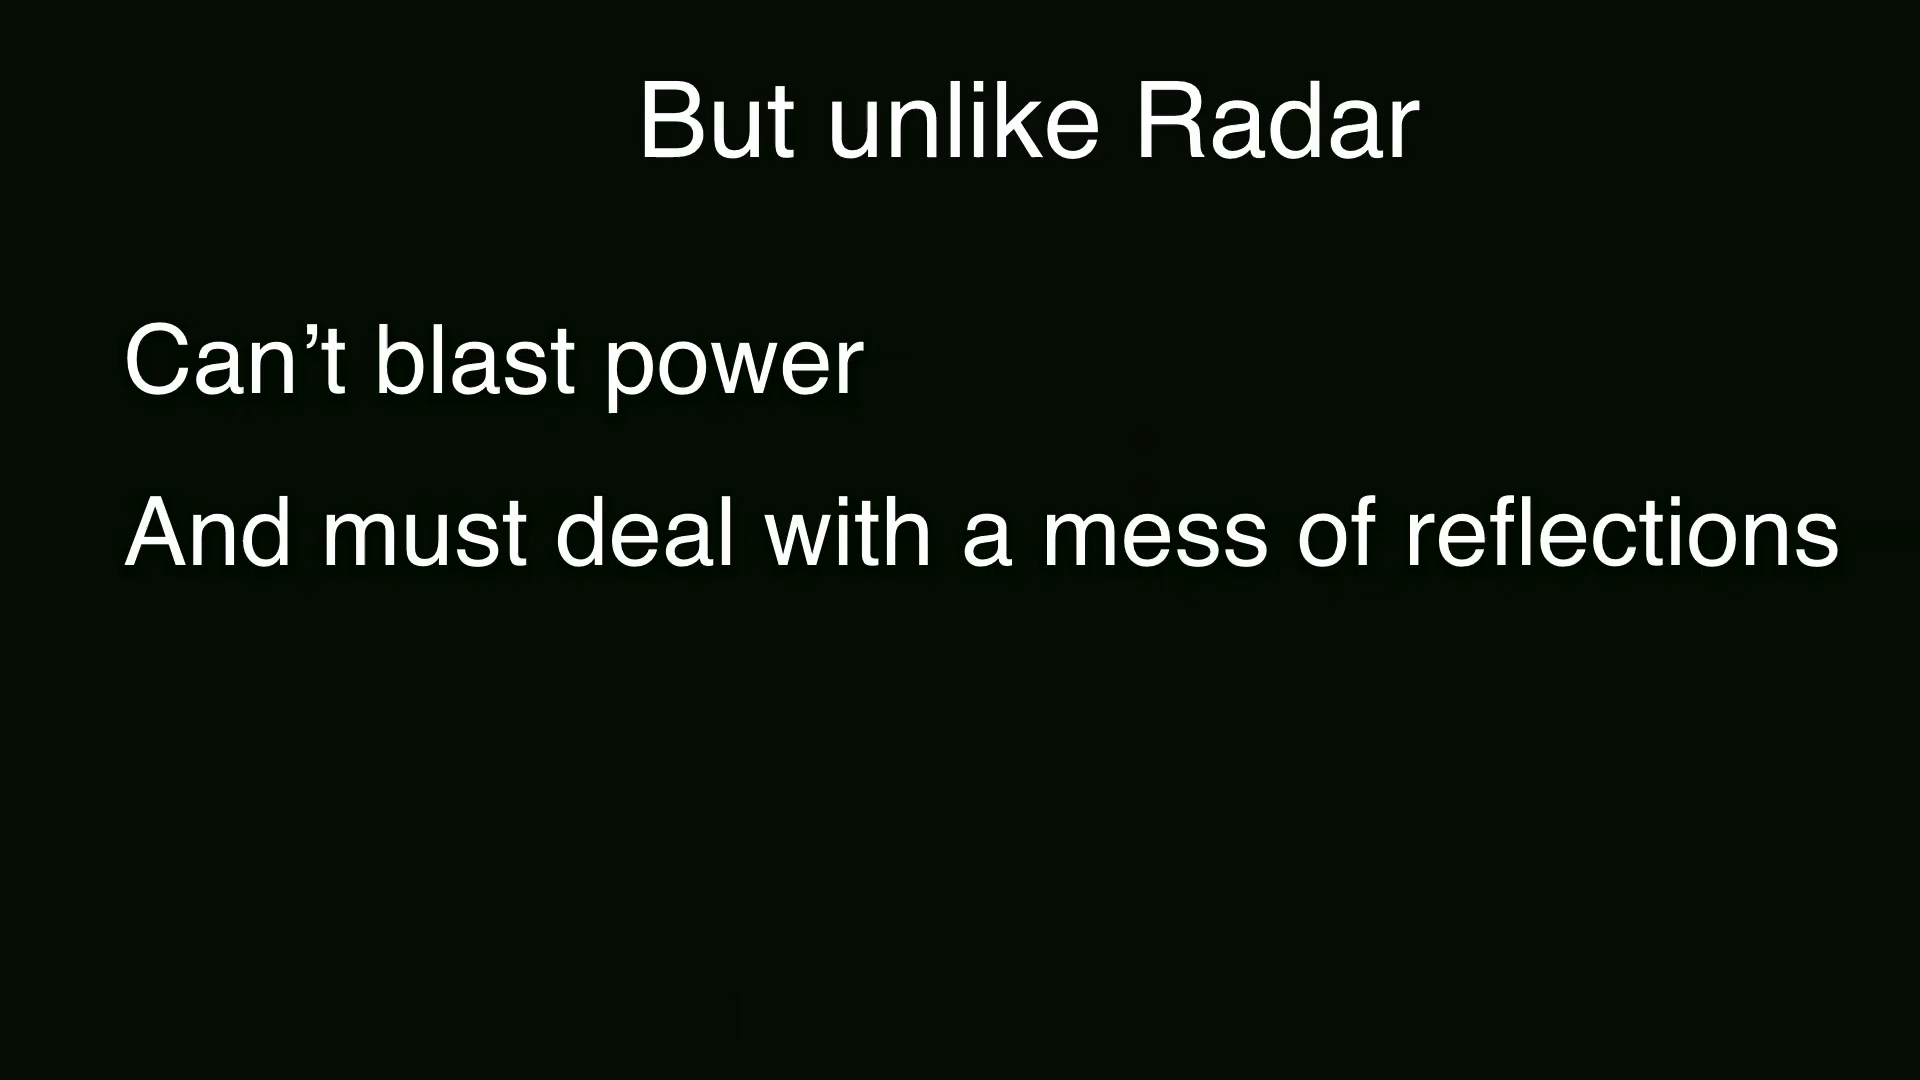 But unlike Radar
Can’t blast power
And must deal with a mess of reflections